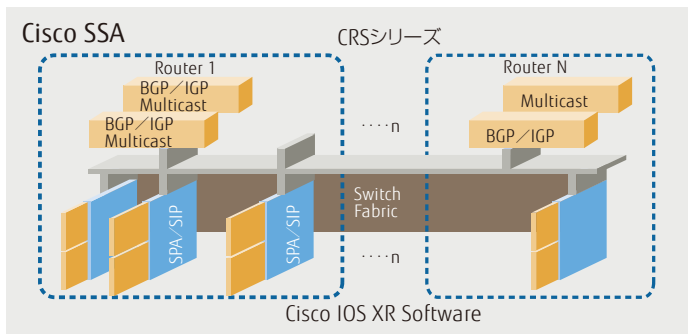 Cisco SSA
CRSシリーズ
Router 1
Router N
BGP／IGP
Multicast
BGP／IGP
Multicast
‥‥n
Multicast
BGP／IGP
Switch
Fabric
SPA／SIP
SPA／SIP
‥‥n
Cisco IOS XR Software